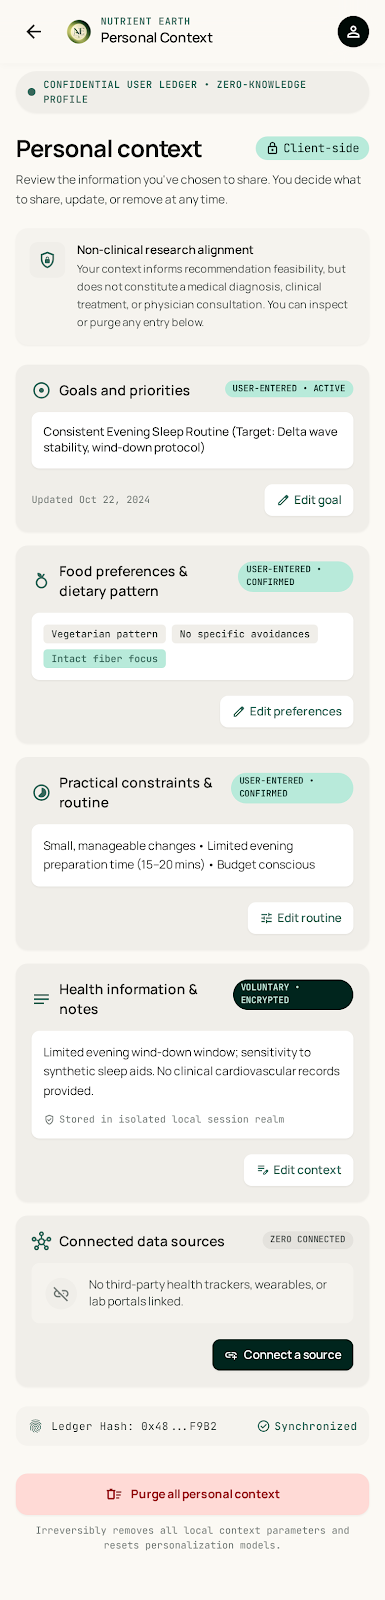 NUTRIENT EARTH
Personal Context
CONFIDENTIAL USER LEDGER • ZERO-KNOWLEDGE
PROFILE
Personal context
Client-side
Review the information you've chosen to share. You decide what
to share, update, or remove at any time.
Non-clinical research alignment
Your context informs recommendation feasibility, but
does not constitute a medical diagnosis, clinical
treatment, or physician consultation. You can inspect
or purge any entry below.
Goals and priorities
USER-ENTERED • ACTIVE
Consistent Evening Sleep Routine (Target: Delta wave
stability, wind-down protocol)
Updated Oct 22, 2024
Edit goal
Food preferences &
dietary pattern
USER-ENTERED •
CONFIRMED
Vegetarian pattern
No specific avoidances
Intact fiber focus
Edit preferences
Practical constraints &
routine
USER-ENTERED •
CONFIRMED
Small, manageable changes • Limited evening
preparation time (15–20 mins) • Budget conscious
Edit routine
Health information &
notes
VOLUNTARY •
ENCRYPTED
Limited evening wind-down window; sensitivity to
synthetic sleep aids. No clinical cardiovascular records
provided.
Stored in isolated local session realm
Edit context
Connected data sources
ZERO CONNECTED
No third-party health trackers, wearables, or
lab portals linked.
Connect a source
Ledger Hash: 0x48...F9B2
Synchronized
Purge all personal context
Irreversibly removes all local context parameters and
resets personalization models.